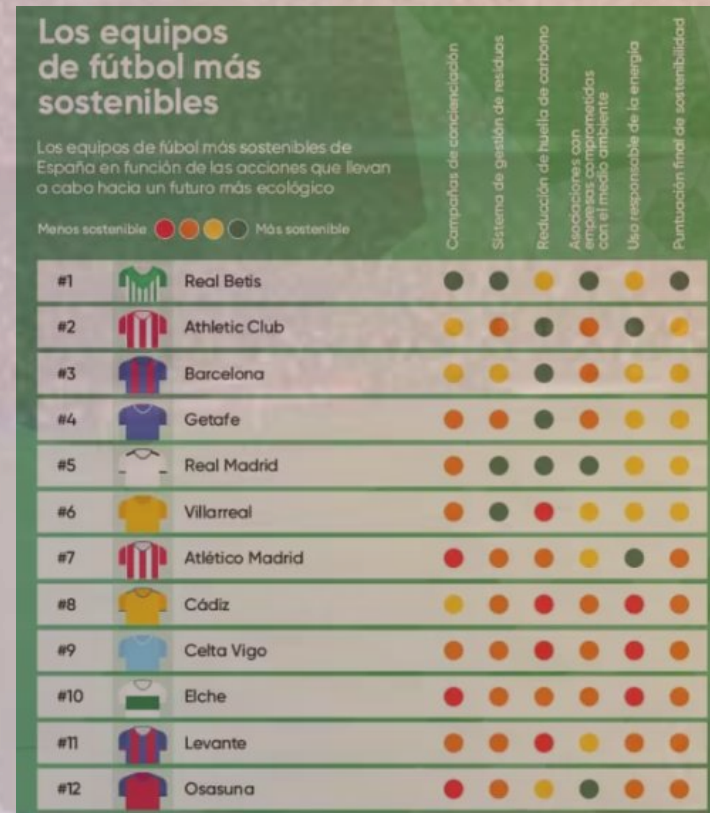 Los equipos
de fútbol más
sostenibles
Los equipos de fúbol más sostenibles de
España en función de las acciones que llevan
a cabo hacia un futuro más ecológico
Menos sostenible Más sostenible
Campañas de concienciación
Sistema de gestión de residuos
Reducción de huella de carbono
Asociaciones con
empresas comprometidas
con el medio ambiente
Uso responsable de la energía
Puntuación final de sostenibilidad
#1 Real Betis
#2 Athletic Club
#3 Barcelona
#4 Getafe
#5 Real Madrid
#6 Villarreal
#7 Atlético Madrid
#8 Cádiz
#9 Celta Vigo
#10 Elche
#11 Levante
#12 Osasuna